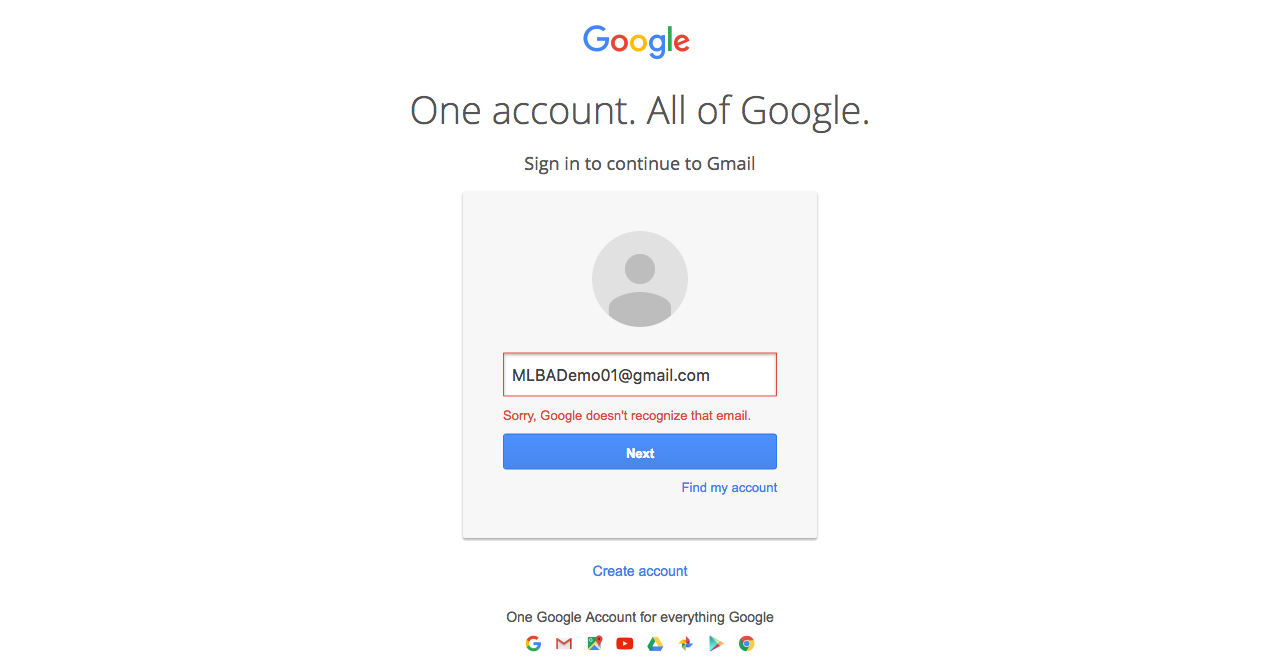 Google
One account. All of Google.
Sign in to continue to Gmail
MLBADemo01@gmail.com
Sorry, Google doesn't recognize that email.
Next
Find my account
Create account
One Google Account for everything Google